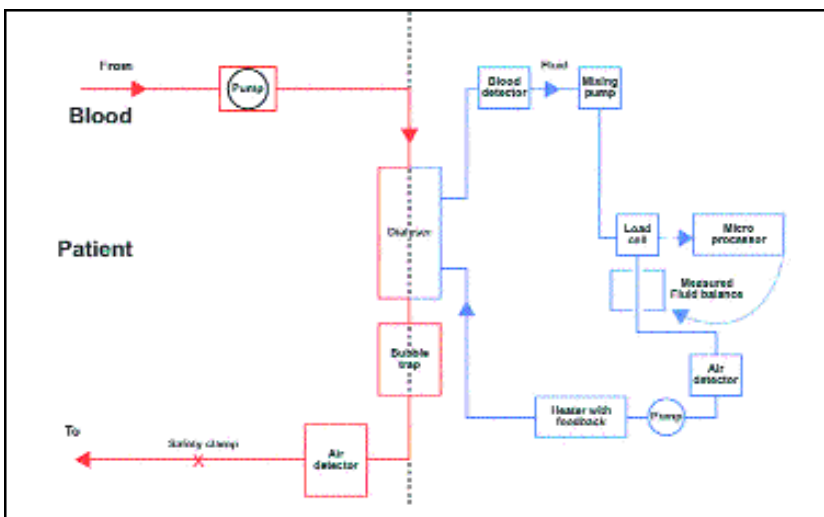 From
Pump
Blood
Blood
detector
Fluid
Mixing
pump
Dialyser
Patient
Load
cell
Micro
processor
Measured
Fluid balance
Bubble
trap
Air
detector
Heater with
feedback
Pump
To
Safety clamp
Air
detector